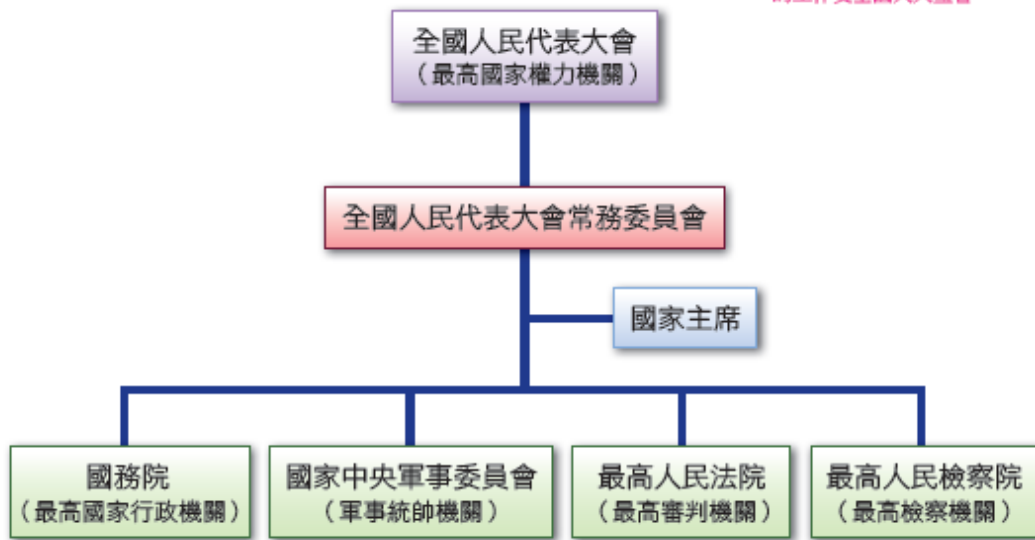 全國人民代表大會
（最高國家權力機關）
全國人民代表大會常務委員會
國家主席
國務院
（最高國家行政機關）
國家中央軍事委員會
（軍事統帥機關）
最高人民法院
（最高審判機關）
最高人民檢察院
（最高檢察機關）